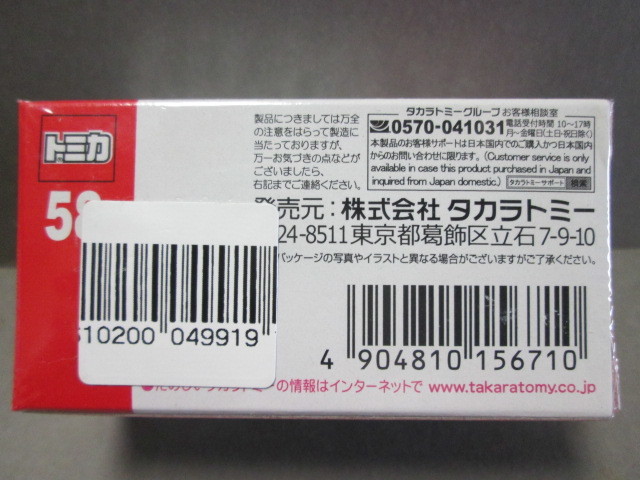 トミカ
58
製品につきましては万全
の注意をはらって製造に
当たっておりますが、
万一お気づきの点などが
ございましたら、
右記までご連絡ください。
タカラトミーグループ お客様相談室
0570-041031 電話受付時間 10〜17時
月〜金曜日(土・日・祝日除く)
本製品のお客様サポートは日本国内でのご購入かつ日本国内
からのお問い合わせに限ります。(Customer service is only
available in case this product purchased in Japan and
inquired from Japan domestic.) タカラトミーサポート 検索
発売元：株式会社 タカラトミー
24-8511東京都葛飾区立石7-9-10
パッケージの写真やイラストと異なる場合がございますがご了承ください。
10200 049919
4 904810 156710
の情報はインターネットで www.takaratomy.co.jp